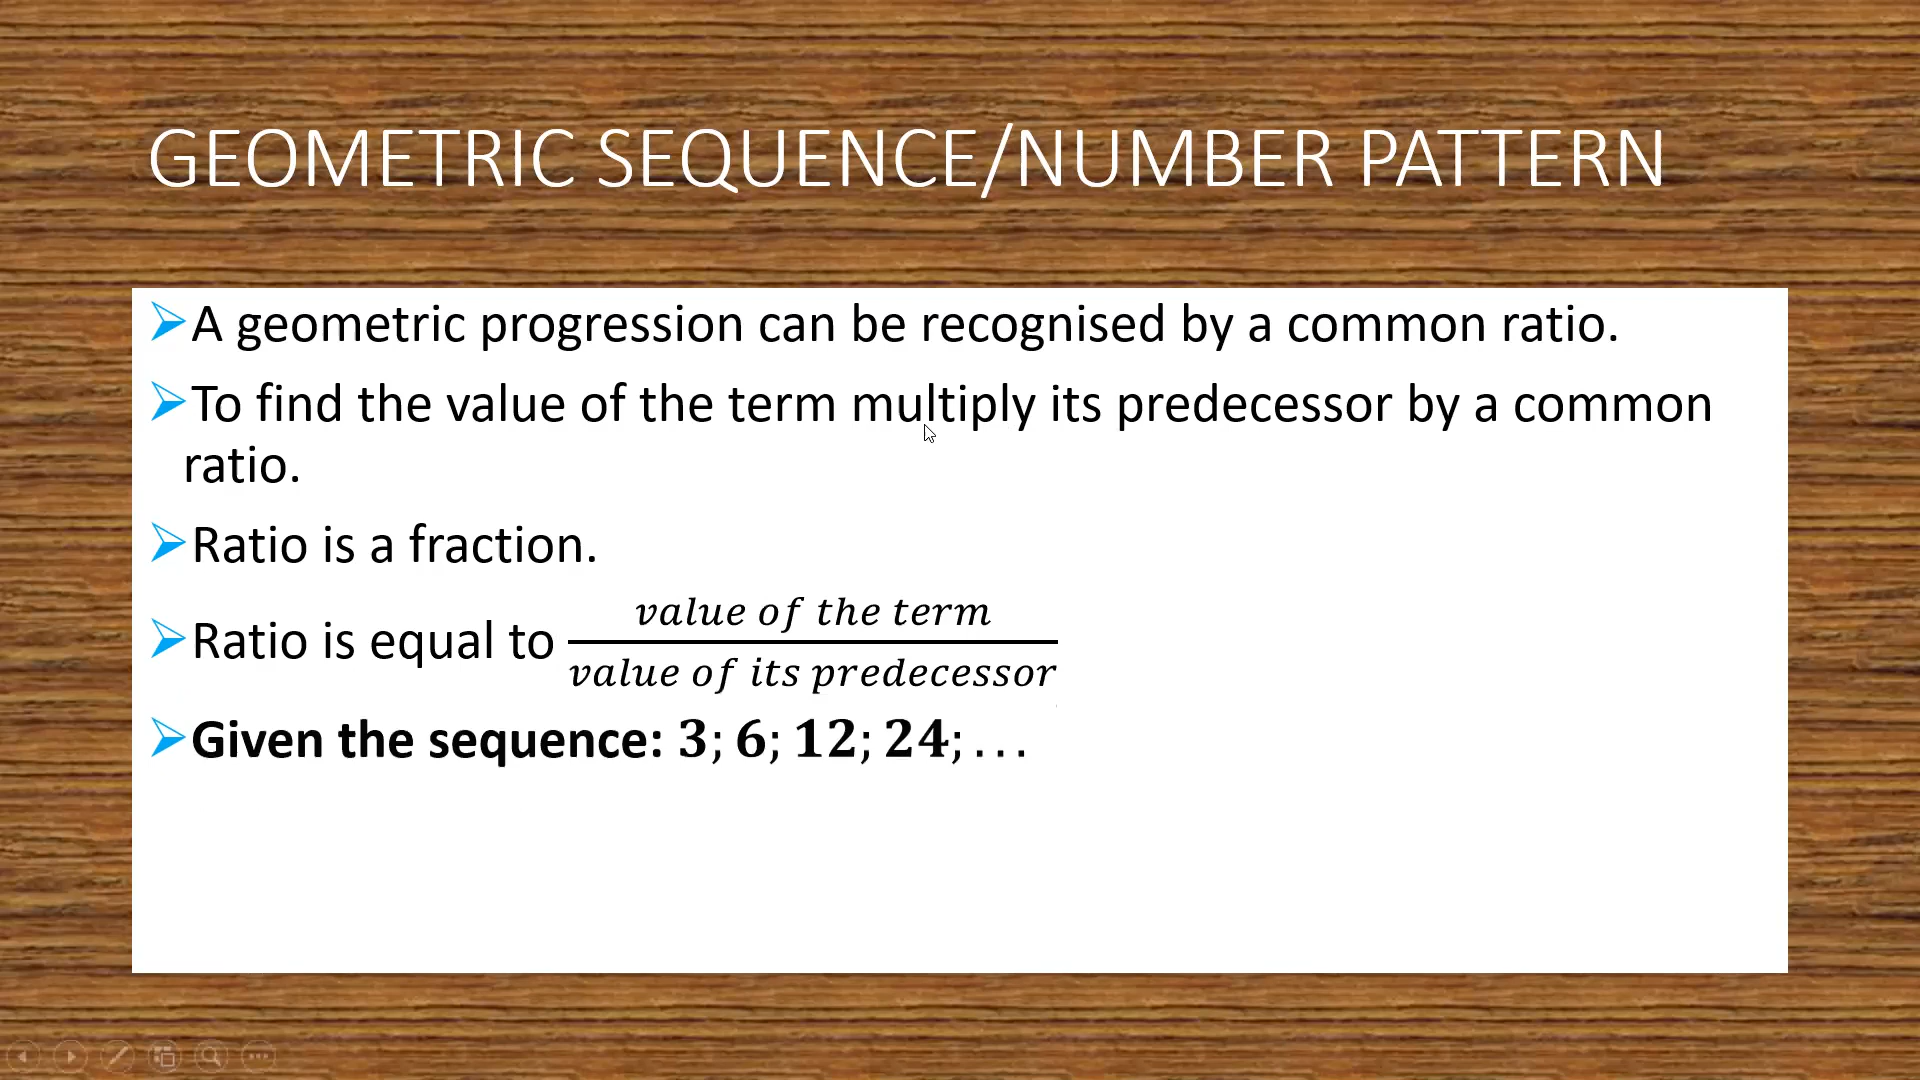 GEOMETRIC SEQUENCE/NUMBER PATTERN
➢A geometric progression can be recognised by a common ratio.
➢To find the value of the term multiply its predecessor by a common
ratio.
➢Ratio is a fraction.
➢Ratio is equal to value of the term / value of its predecessor
➢Given the sequence: 3; 6; 12; 24; ...